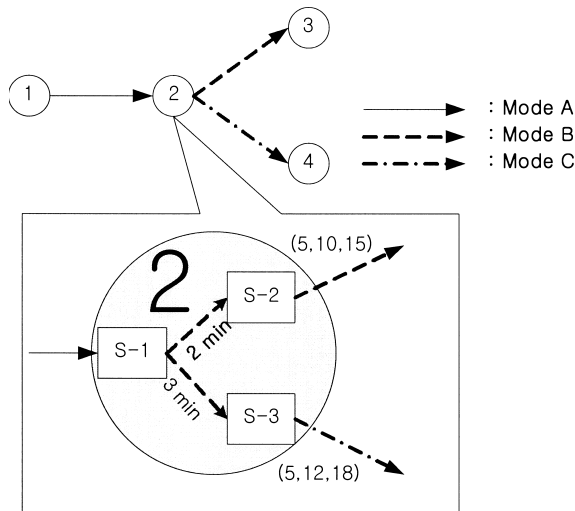 3
1
2
4
: Mode A
: Mode B
: Mode C
2
(5,10,15)
S-2
S-1
2 min
3 min
S-3
(5,12,18)